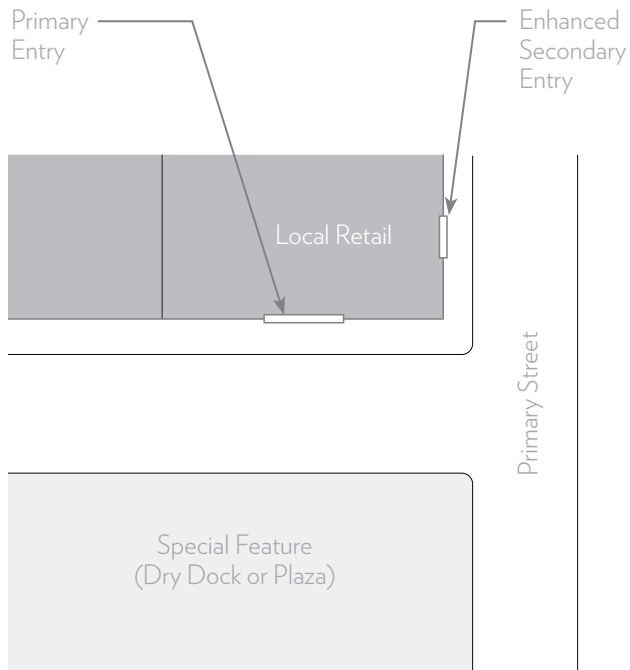 Primary
Entry
Enhanced
Secondary
Entry
Local Retail
Primary Street
Special Feature
(Dry Dock or Plaza)